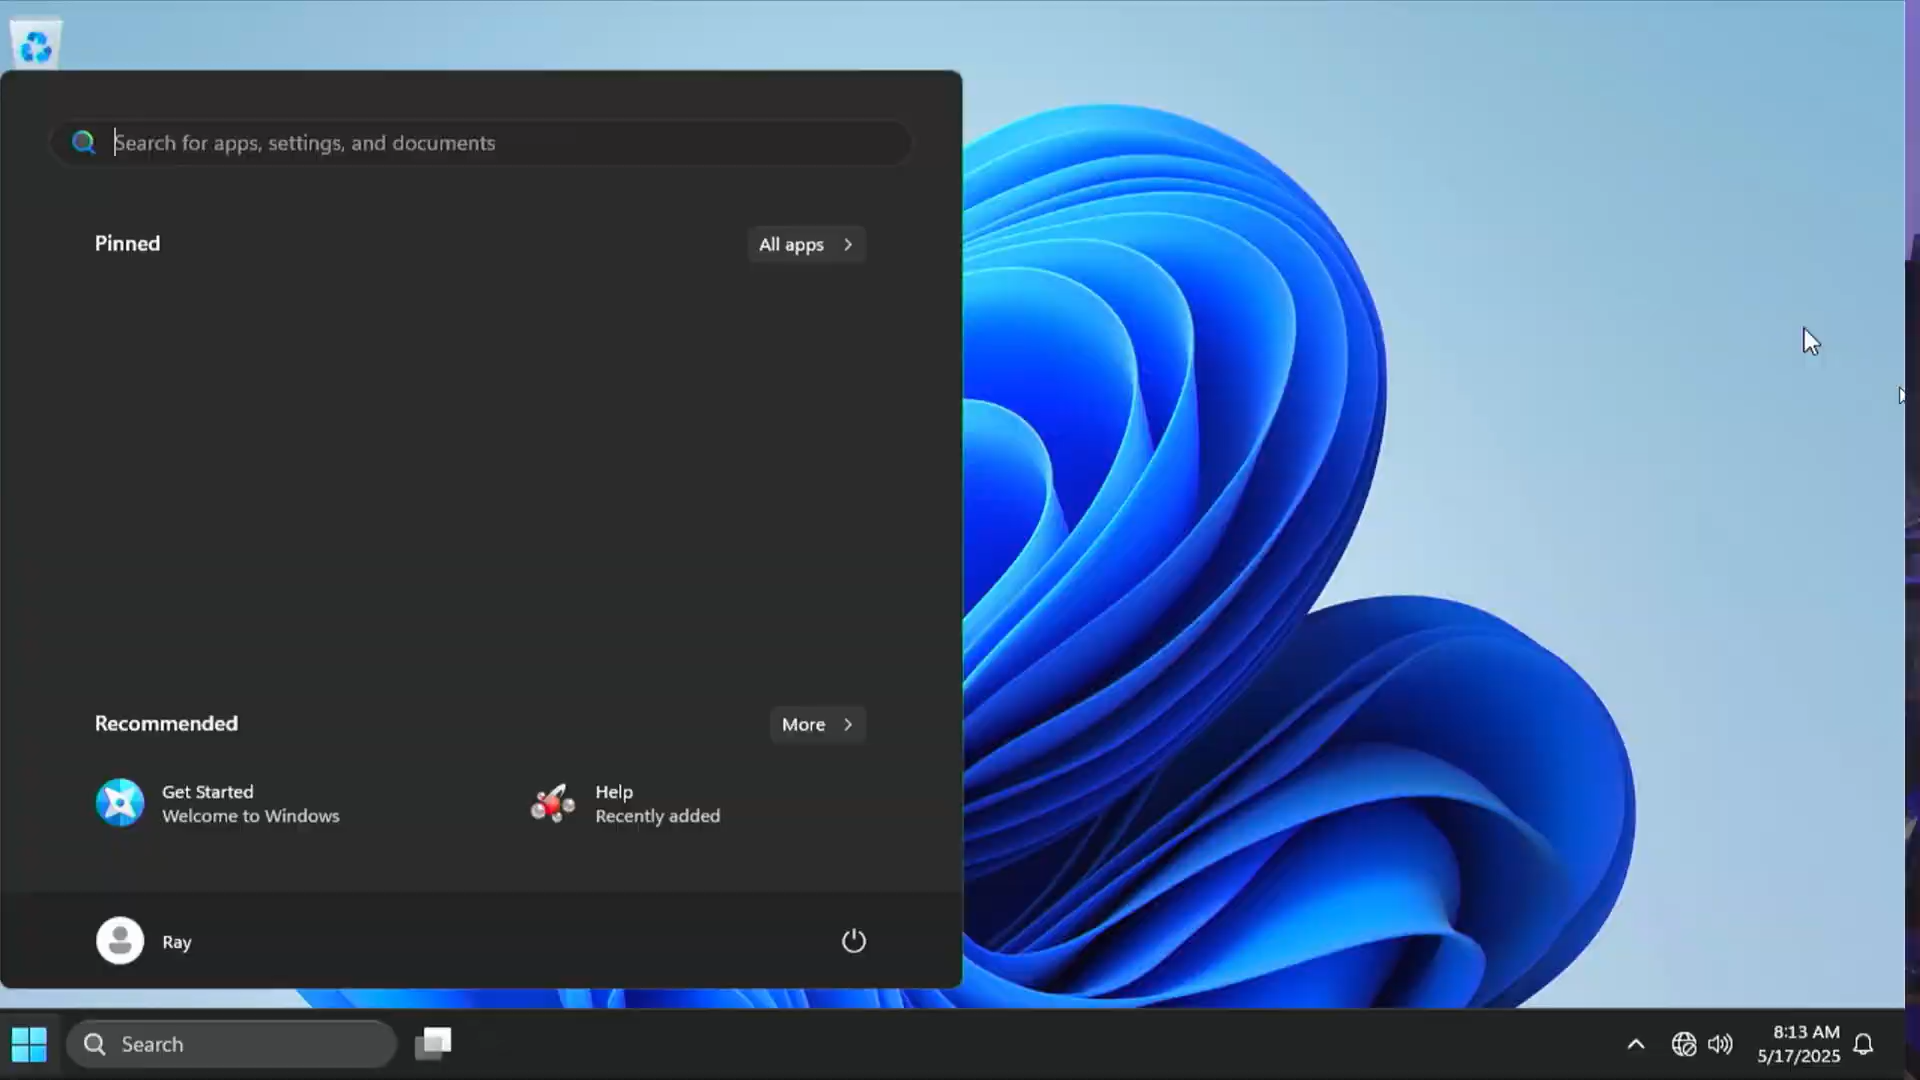 Search for apps, settings, and documents
Pinned
All apps
Recommended
More
Get Started
Welcome to Windows
Help
Recently added
Ray
Search
8:13 AM
5/17/2025